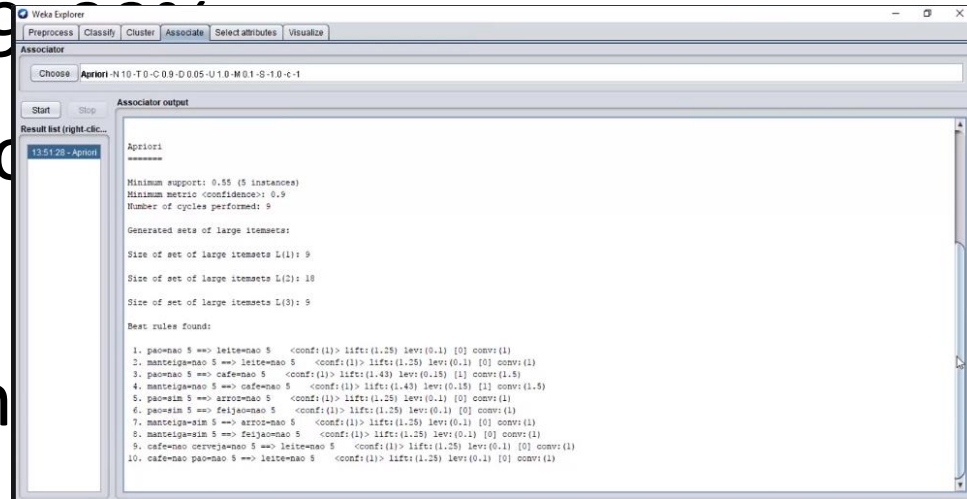 Weka Explorer
Preprocess Classify Cluster Associate Select attributes Visualize
Associator
Choose Apriori -N 10 -T 0 -C 0.9 -D 0.05 -U 1.0 -M 0.1 -S -1.0 -c -1
Start Stop
Associator output
Result list (right-clic...
13:51:28 - Apriori
Apriori
=======
Minimum support: 0.55 (5 instances)
Minimum metric <confidence>: 0.9
Number of cycles performed: 9
Generated sets of large itemsets:
Size of set of large itemsets L(1): 9
Size of set of large itemsets L(2): 18
Size of set of large itemsets L(3): 9
Best rules found:
1. pao=nao 5 ==> leite=nao 5 <conf:(1)> lift:(1.25) lev:(0.1) [0] conv:(1)
2. manteiga=nao 5 ==> leite=nao 5 <conf:(1)> lift:(1.25) lev:(0.1) [0] conv:(1)
3. pao=nao 5 ==> cafe=nao 5 <conf:(1)> lift:(1.43) lev:(0.15) [1] conv:(1.5)
4. manteiga=nao 5 ==> cafe=nao 5 <conf:(1)> lift:(1.43) lev:(0.15) [1] conv:(1.5)
5. pao=sim 5 ==> arroz=nao 5 <conf:(1)> lift:(1.25) lev:(0.1) [0] conv:(1)
6. pao=sim 5 ==> feijao=nao 5 <conf:(1)> lift:(1.25) lev:(0.1) [0] conv:(1)
7. manteiga=sim 5 ==> arroz=nao 5 <conf:(1)> lift:(1.25) lev:(0.1) [0] conv:(1)
8. manteiga=sim 5 ==> feijao=nao 5 <conf:(1)> lift:(1.25) lev:(0.1) [0] conv:(1)
9. cafe=nao cerveja=nao 5 ==> leite=nao 5 <conf:(1)> lift:(1.25) lev:(0.1) [0] conv:(1)
10. cafe=nao pao=nao 5 ==> leite=nao 5 <conf:(1)> lift:(1.25) lev:(0.1) [0] conv:(1)